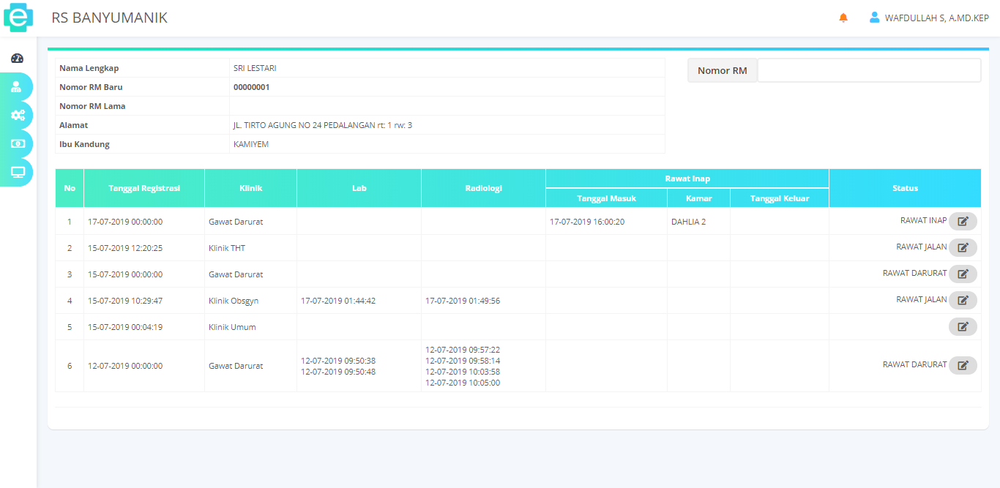 RS BANYUMANIK
WAFDULLAH S, A.MD.KEP
Nama Lengkap SRI LESTARI
Nomor RM
Nomor RM Baru 00000001
Nomor RM Lama
Alamat JL. TIRTO AGUNG NO 24 PEDALANGAN rt: 1 rw: 3
Ibu Kandung KAMIYEM
No Tanggal Registrasi Klinik Lab Radiologi Rawat Inap Status
Tanggal Masuk Kamar Tanggal Keluar
1 17-07-2019 00:00:00 Gawat Darurat 17-07-2019 16:00:20 DAHLIA 2 RAWAT INAP
2 15-07-2019 12:20:25 Klinik THT RAWAT JALAN
3 15-07-2019 00:00:00 Gawat Darurat RAWAT DARURAT
4 15-07-2019 10:29:47 Klinik Obsgyn 17-07-2019 01:44:42 17-07-2019 01:49:56 RAWAT JALAN
5 15-07-2019 00:04:19 Klinik Umum
6 12-07-2019 00:00:00 Gawat Darurat
12-07-2019 09:50:38
12-07-2019 09:50:48
12-07-2019 09:57:22
12-07-2019 09:58:14
12-07-2019 10:03:58
12-07-2019 10:05:00
RAWAT DARURAT